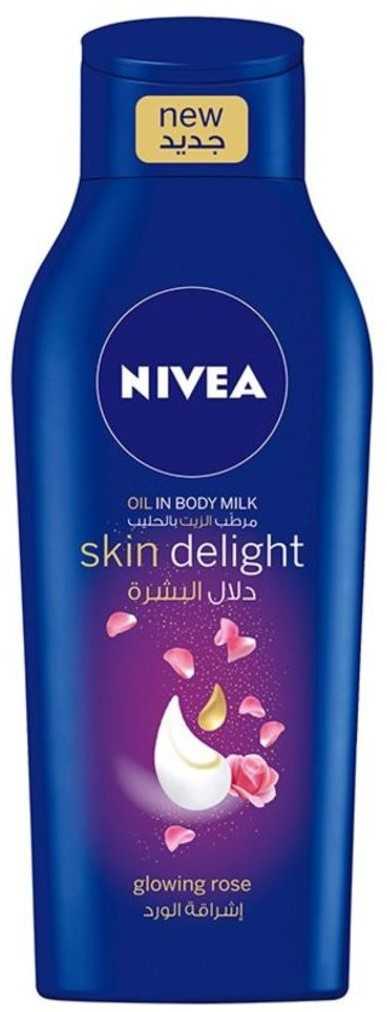 new
جديد
NIVEA
OIL IN BODY MILK
مرطب الزيت بالحليب
skin delight
دلال البشرة
glowing rose
إشراقة الورد